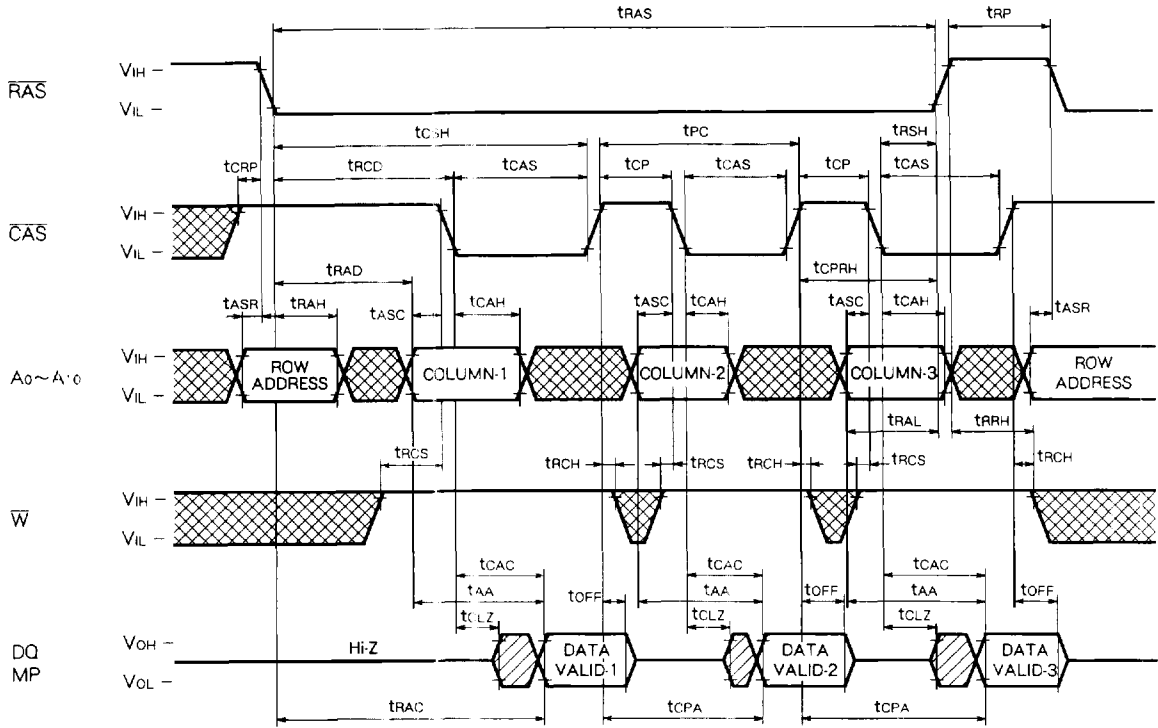 tRAS tRP
RAS VIH
VIL
tCSH tPC tRSH
tCRP tRCD tCAS tCP tCAS tCP tCAS
CAS VIH
VIL
tRAD tCPRH
tASR tRAH tASC tCAH tASC tCAH tASC tCAH tASR
A0~A10 VIH
VIL
ROW ADDRESS COLUMN-1 COLUMN-2 COLUMN-3 ROW ADDRESS
tRAL tRRH
tRCS tRCH tRCS tRCH tRCS tRCH
W VIH
VIL
tCAC tCAC tCAC
tAA tOFF tAA tOFF tAA tOFF
tCLZ tCLZ tCLZ
DQ MP VOH
VOL
Hi-Z DATA VALID-1 DATA VALID-2 DATA VALID-3
tRAC tCPA tCPA